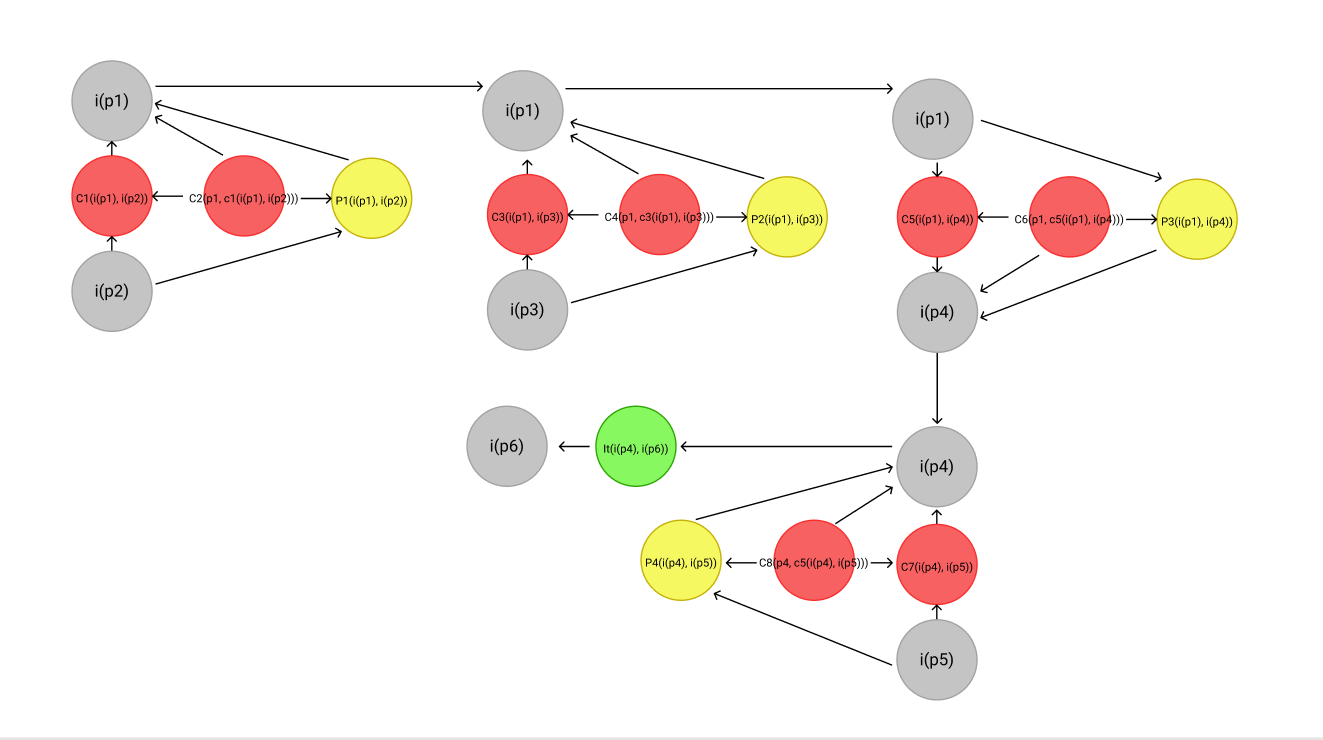 i(p1)
i(p1)
i(p1)
C1(i(p1), i(p2))
C2(p1, c1(i(p1), i(p2)))
P1(i(p1), i(p2))
C3(i(p1), i(p3))
C4(p1, c3(i(p1), i(p3)))
P2(i(p1), i(p3))
C5(i(p1), i(p4))
C6(p1, c5(i(p1), i(p4)))
P3(i(p1), i(p4))
i(p2)
i(p3)
i(p4)
i(p6)
It(i(p4), i(p6))
i(p4)
P4(i(p4), i(p5))
C8(p4, c5(i(p4), i(p5)))
C7(i(p4), i(p5))
i(p5)